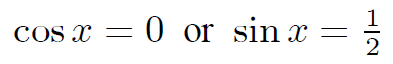 cos x = 0 or sin x = 1/2